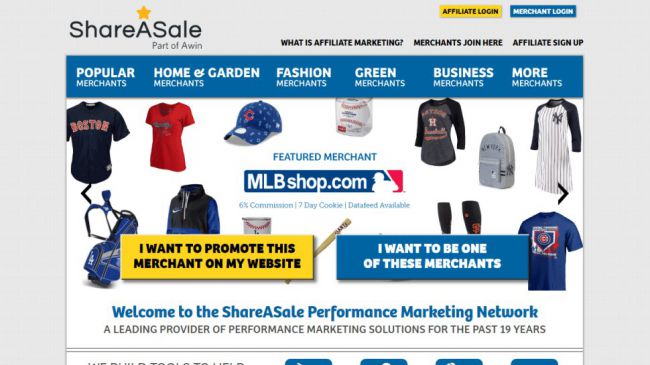 ShareASale
Part of Awin
AFFILIATE LOGIN
MERCHANT LOGIN
WHAT IS AFFILIATE MARKETING?
MERCHANTS JOIN HERE
AFFILIATE SIGN UP
POPULAR
MERCHANTS
HOME & GARDEN
MERCHANTS
FASHION
MERCHANTS
GREEN
MERCHANTS
BUSINESS
MERCHANTS
MORE
MERCHANTS
BOSTON
NEW YORK
FEATURED MERCHANT
MLBshop.com
6% Commission | 7 Day Cookie | Datafeed Available
I WANT TO PROMOTE THIS
MERCHANT ON MY WEBSITE
I WANT TO BE ONE
OF THESE MERCHANTS
Welcome to the ShareASale Performance Marketing Network
A LEADING PROVIDER OF PERFORMANCE MARKETING SOLUTIONS FOR THE PAST 19 YEARS
WE BUILD TOOLS TO HELP